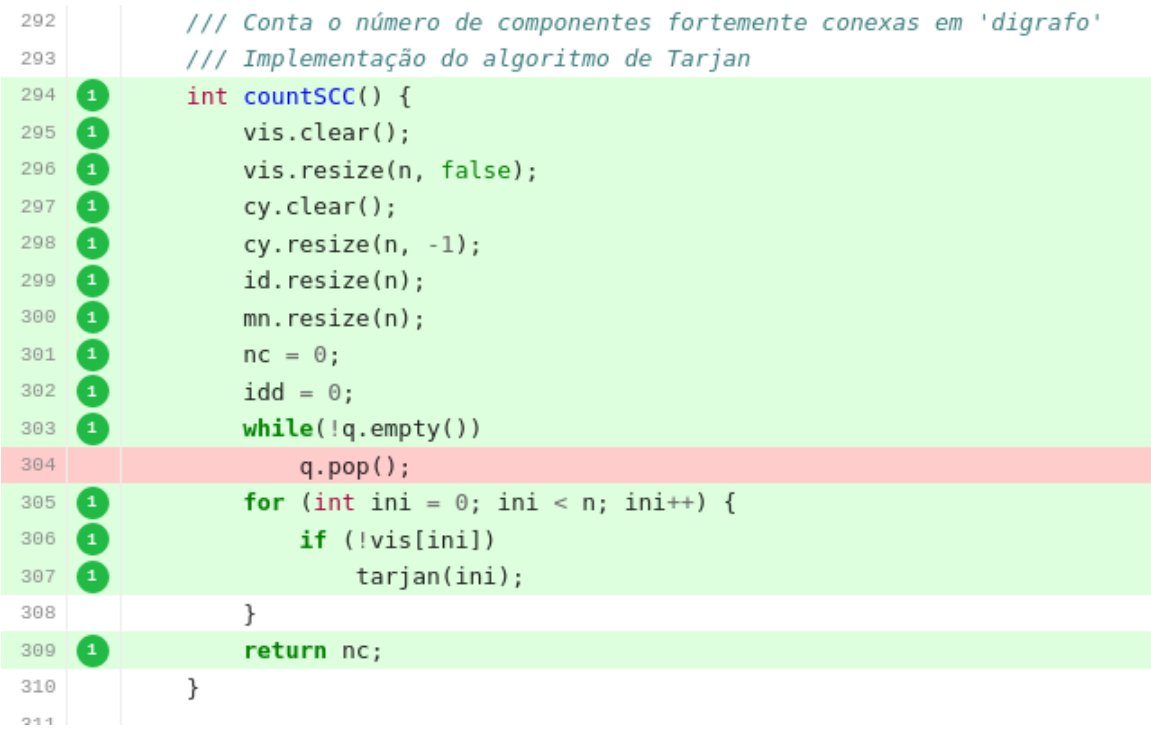 292 /// Conta o número de componentes fortemente conexas em 'digrafo'
293 /// Implementação do algoritmo de Tarjan
294 1 int countSCC() {
295 1 vis.clear();
296 1 vis.resize(n, false);
297 1 cy.clear();
298 1 cy.resize(n, -1);
299 1 id.resize(n);
300 1 mn.resize(n);
301 1 nc = 0;
302 1 idd = 0;
303 1 while(!q.empty())
304 q.pop();
305 1 for (int ini = 0; ini < n; ini++) {
306 1 if (!vis[ini])
307 1 tarjan(ini);
308 }
309 1 return nc;
310 }
311